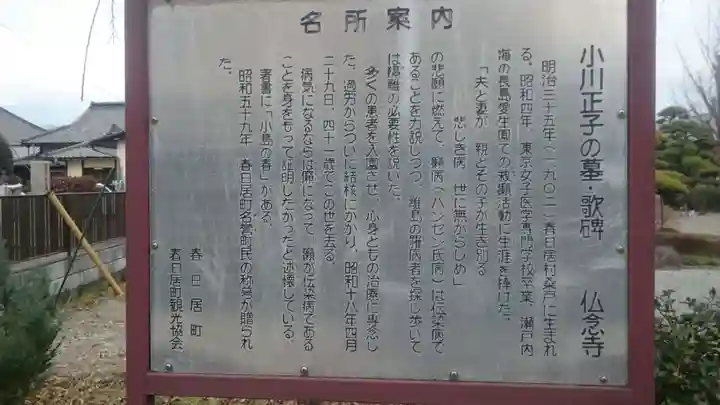 名所案内
小川正子の墓・歌碑　　仏念寺
明治三十五年(一九〇二)春日居村桑戸に生まれ
る。昭和四年、東京女子医学専門学校卒業、瀬戸内
海の長島愛生園での救癩活動に生涯を捧げた。
「夫と妻が　親とその子が生き別る
悲しき病　世に無からしめ」
の悲願に燃えて、癩病(ハンセン氏病)は伝染病で
あることを力説しつつ、離島の罹病者を探し歩いて
は隔離の必要性を説いた。
多くの患者を入園させ、心身ともの治療に専念し
た。過労からついに結核にかかり、昭和十八年四月
二十九日、四十一歳でこの世を去る。
病気になるならば癩になって、癩が伝染病である
ことを身をもって証明したかったと述懐している。
著書に「小島の春」がある。
昭和五十九年、春日居町名誉町民の称号が贈られ
た。
春日居町
春日居町観光協会